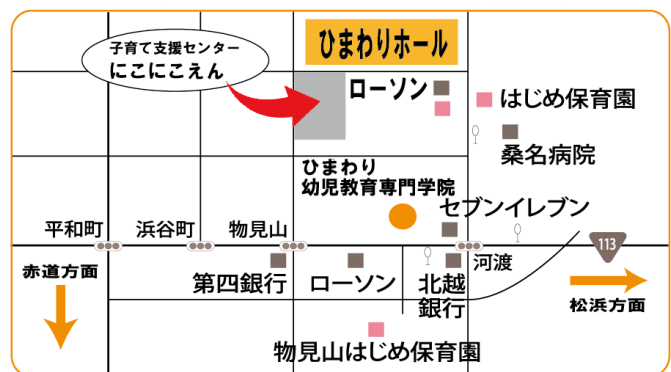 子育て支援センター
にこにこえん
ひまわりホール
ローソン
はじめ保育園
桑名病院
ひまわり
幼児教育専門学院
セブンイレブン
平和町
浜谷町
物見山
河渡
113
赤道方面
第四銀行
ローソン
北越
銀行
松浜方面
物見山はじめ保育園